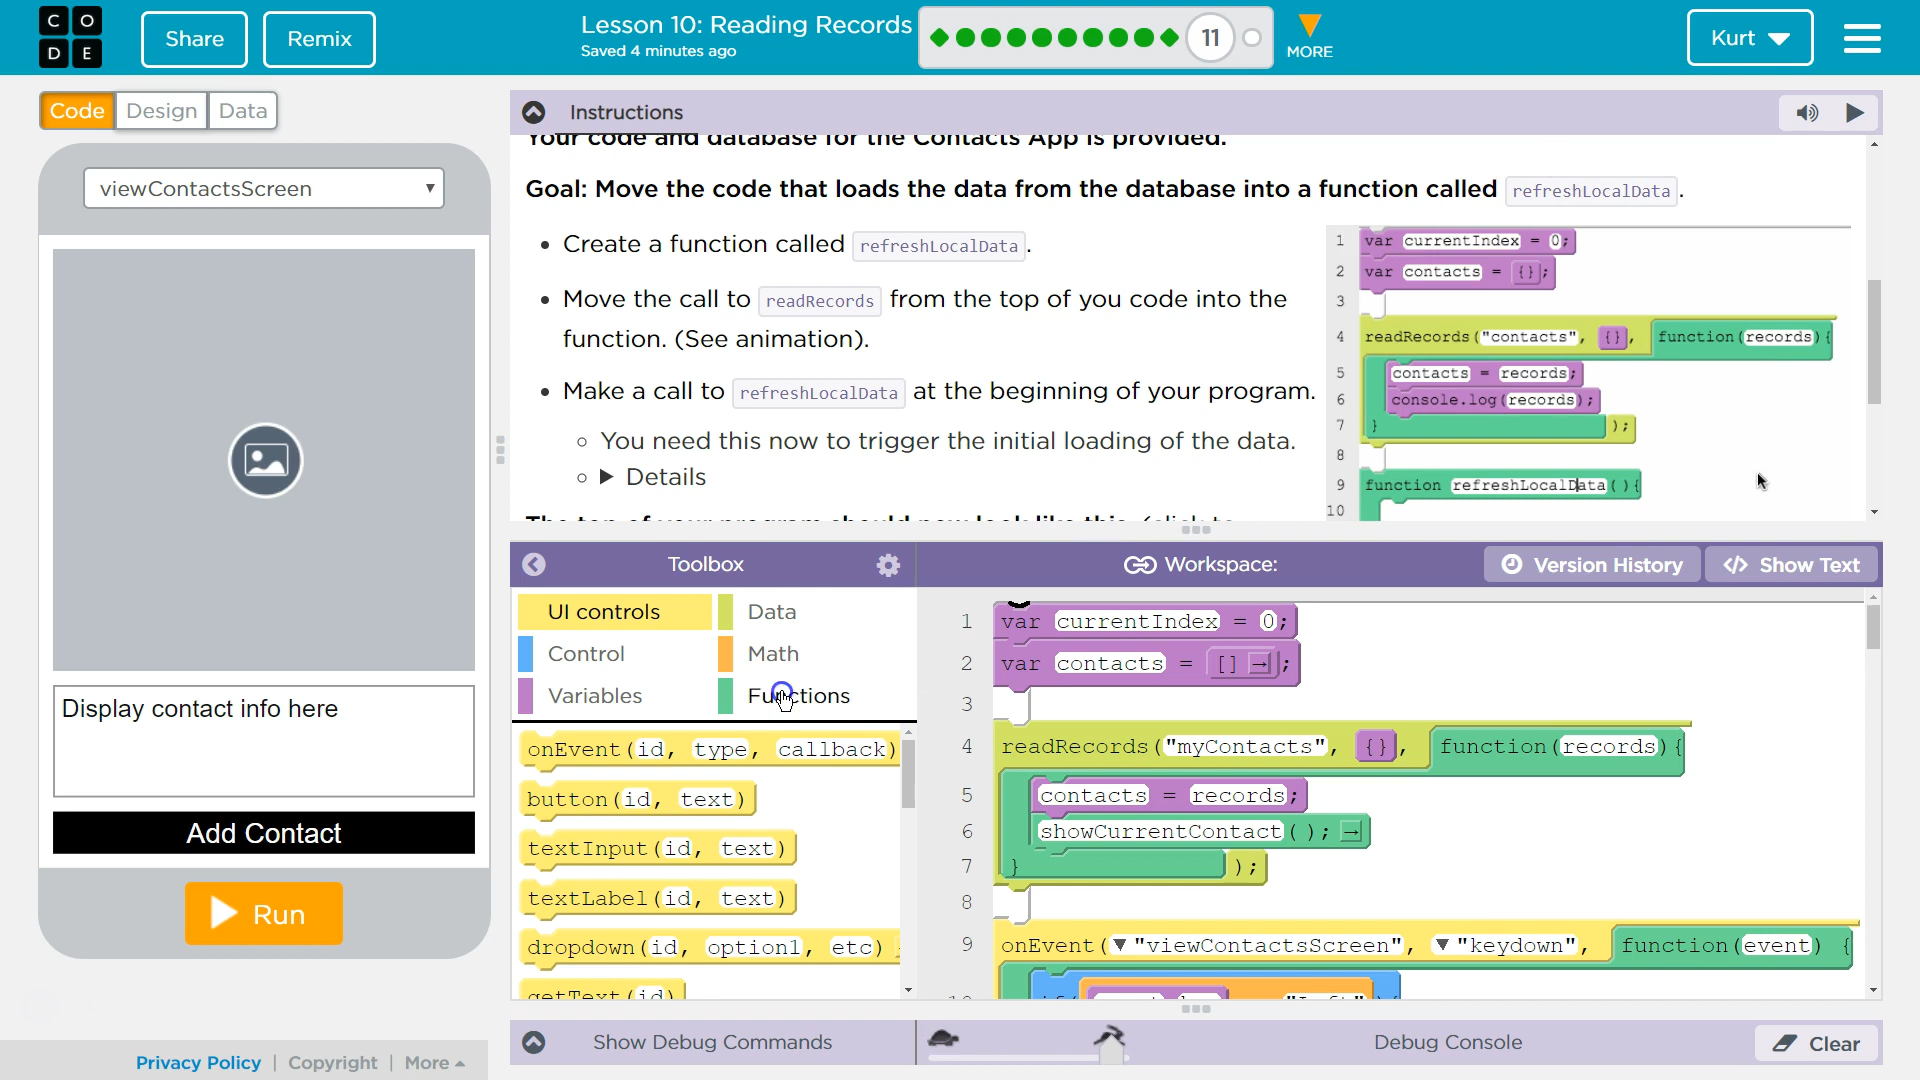 C O
D E
Share
Remix
Lesson 10: Reading Records
Saved 4 minutes ago
11
MORE
Kurt
Code
Design
Data
viewContactsScreen
Display contact info here
Add Contact
Run
Privacy Policy | Copyright | More
Instructions
Your code and database for the Contacts App is provided.
Goal: Move the code that loads the data from the database into a function called refreshLocalData.
Create a function called refreshLocalData.
Move the call to readRecords from the top of you code into the
function. (See animation).
Make a call to refreshLocalData at the beginning of your program.
You need this now to trigger the initial loading of the data.
Details
1 var currentIndex = 0;
2 var contacts = {};
3
4 readRecords("contacts", {}, function(records){
5 contacts = records;
6 console.log(records);
7 } );
8
9 function refreshLocalData(){
10
Toolbox
Workspace:
Version History
Show Text
UI controls
Data
Control
Math
Variables
Functions
onEvent(id, type, callback)
button(id, text)
textInput(id, text)
textLabel(id, text)
dropdown(id, option1, etc)
getText(id)
1 var currentIndex = 0;
2 var contacts = [];
3
4 readRecords("myContacts", {}, function(records){
5 contacts = records;
6 showCurrentContact();
7 } );
8
9 onEvent("viewContactsScreen", "keydown", function(event) {
Show Debug Commands
Debug Console
Clear